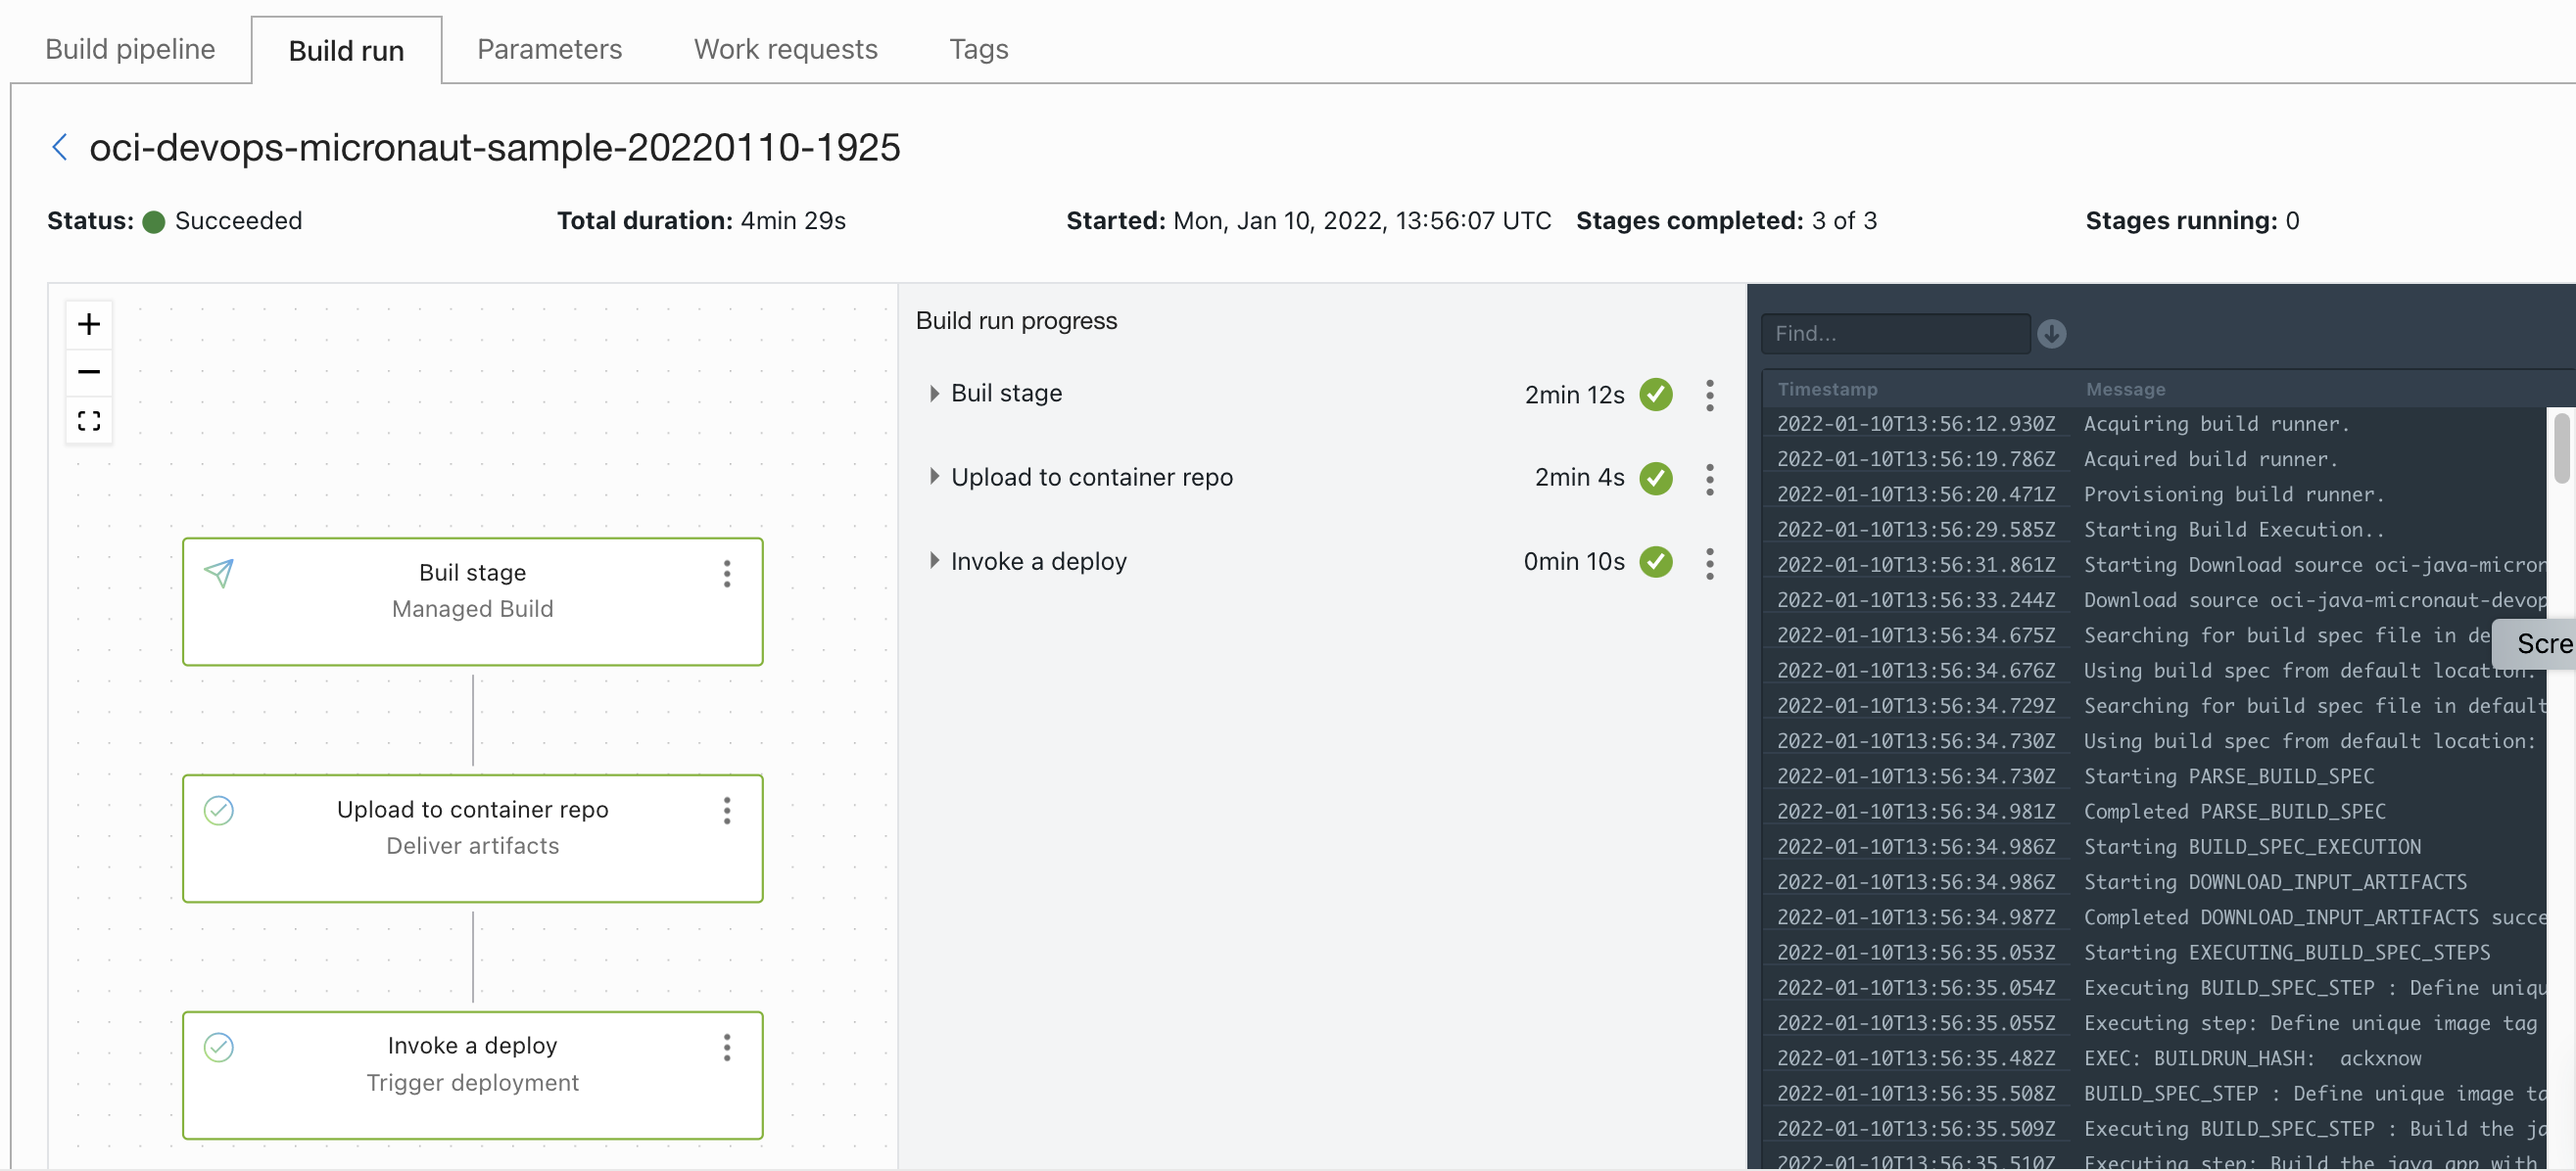 Build pipeline Build run Parameters Work requests Tags
oci-devops-micronaut-sample-20220110-1925
Status: Succeeded Total duration: 4min 29s Started: Mon, Jan 10, 2022, 13:56:07 UTC Stages completed: 3 of 3 Stages running: 0
Buil stage
Managed Build
Upload to container repo
Deliver artifacts
Invoke a deploy
Trigger deployment
Build run progress
Buil stage 2min 12s
Upload to container repo 2min 4s
Invoke a deploy 0min 10s
Find...
Timestamp Message
2022-01-10T13:56:12.930Z Acquiring build runner.
2022-01-10T13:56:19.786Z Acquired build runner.
2022-01-10T13:56:20.471Z Provisioning build runner.
2022-01-10T13:56:29.585Z Starting Build Execution..
2022-01-10T13:56:31.861Z Starting Download source oci-java-micron
2022-01-10T13:56:33.244Z Download source oci-java-micronaut-devop
2022-01-10T13:56:34.675Z Searching for build spec file in de
Scre
2022-01-10T13:56:34.676Z Using build spec from default location.
2022-01-10T13:56:34.729Z Searching for build spec file in default
2022-01-10T13:56:34.730Z Using build spec from default location:
2022-01-10T13:56:34.730Z Starting PARSE_BUILD_SPEC
2022-01-10T13:56:34.981Z Completed PARSE_BUILD_SPEC
2022-01-10T13:56:34.986Z Starting BUILD_SPEC_EXECUTION
2022-01-10T13:56:34.986Z Starting DOWNLOAD_INPUT_ARTIFACTS
2022-01-10T13:56:34.987Z Completed DOWNLOAD_INPUT_ARTIFACTS succe
2022-01-10T13:56:35.053Z Starting EXECUTING_BUILD_SPEC_STEPS
2022-01-10T13:56:35.054Z Executing BUILD_SPEC_STEP : Define uniqu
2022-01-10T13:56:35.055Z Executing step: Define unique image tag
2022-01-10T13:56:35.482Z EXEC: BUILDRUN_HASH: ackxnow
2022-01-10T13:56:35.508Z BUILD_SPEC_STEP : Define unique image ta
2022-01-10T13:56:35.509Z Executing BUILD_SPEC_STEP : Build the ja
2022-01-10T13:56:35.510Z Executing step: Build the java app with